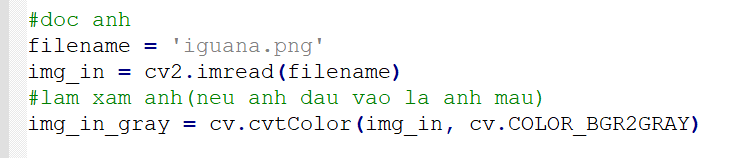 #doc anh
filename = 'iguana.png'
img_in = cv2.imread(filename)
#lam xam anh(neu anh dau vao la anh mau)
img_in_gray = cv.cvtColor(img_in, cv.COLOR_BGR2GRAY)